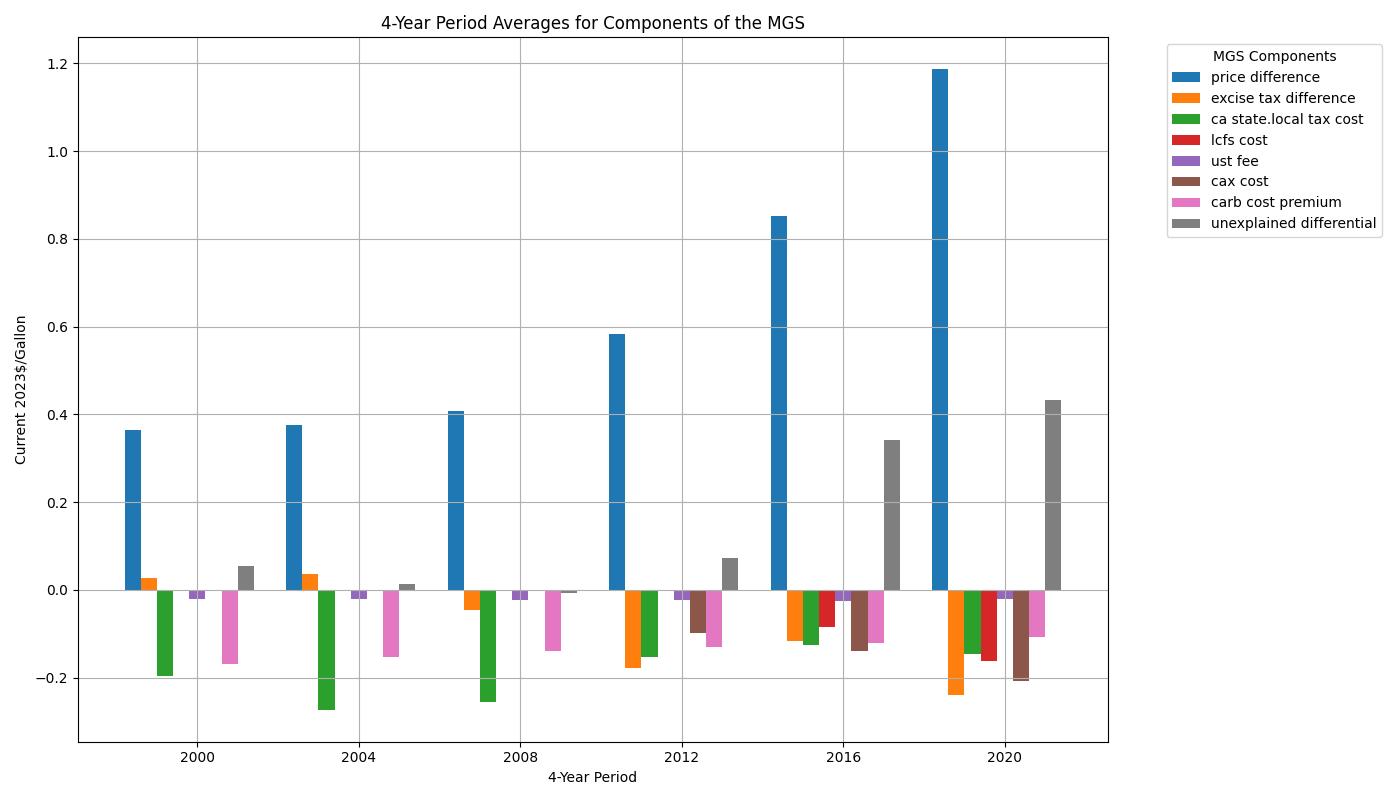 4-Year Period Averages for Components of the MGS
MGS Components
price difference
excise tax difference
ca state.local tax cost
lcfs cost
ust fee
cax cost
carb cost premium
unexplained differential
Current 2023$/Gallon
1.2
1.0
0.8
0.6
0.4
0.2
0.0
−0.2
2000
2004
2008
2012
2016
2020
4-Year Period